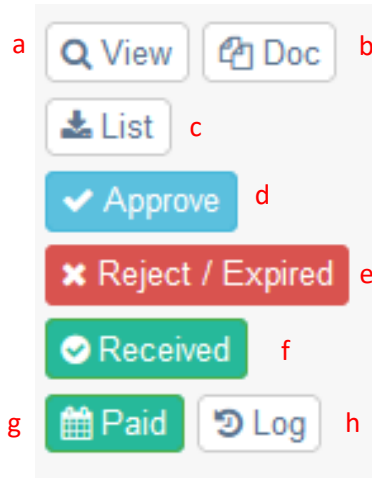 a View Doc b
List c
Approve d
Reject / Expired e
Received f
g Paid Log h